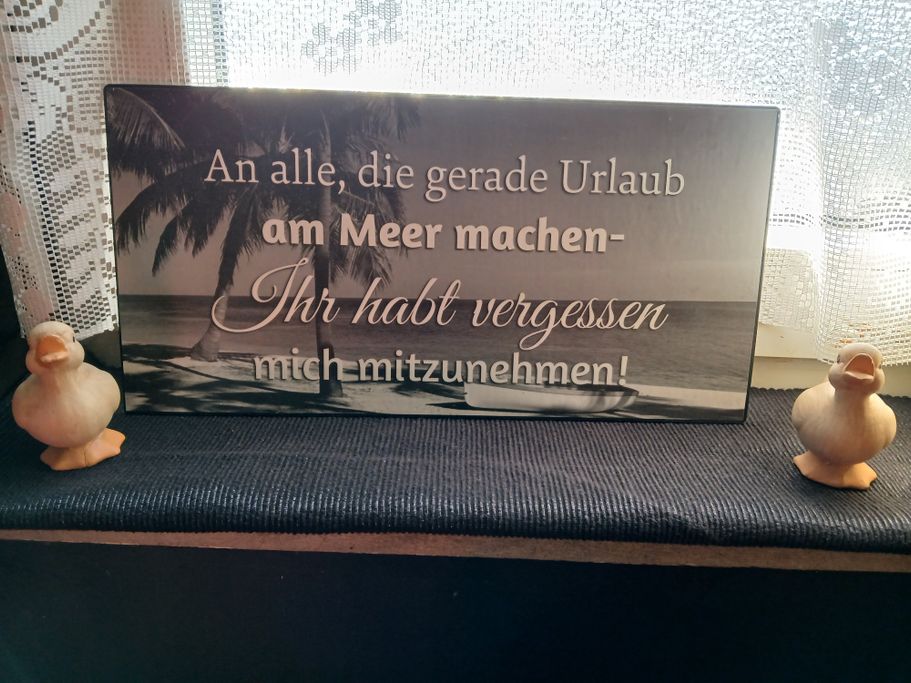 An alle, die gerade Urlaub
am Meer machen-
Ihr habt vergessen
mich mitzunehmen!